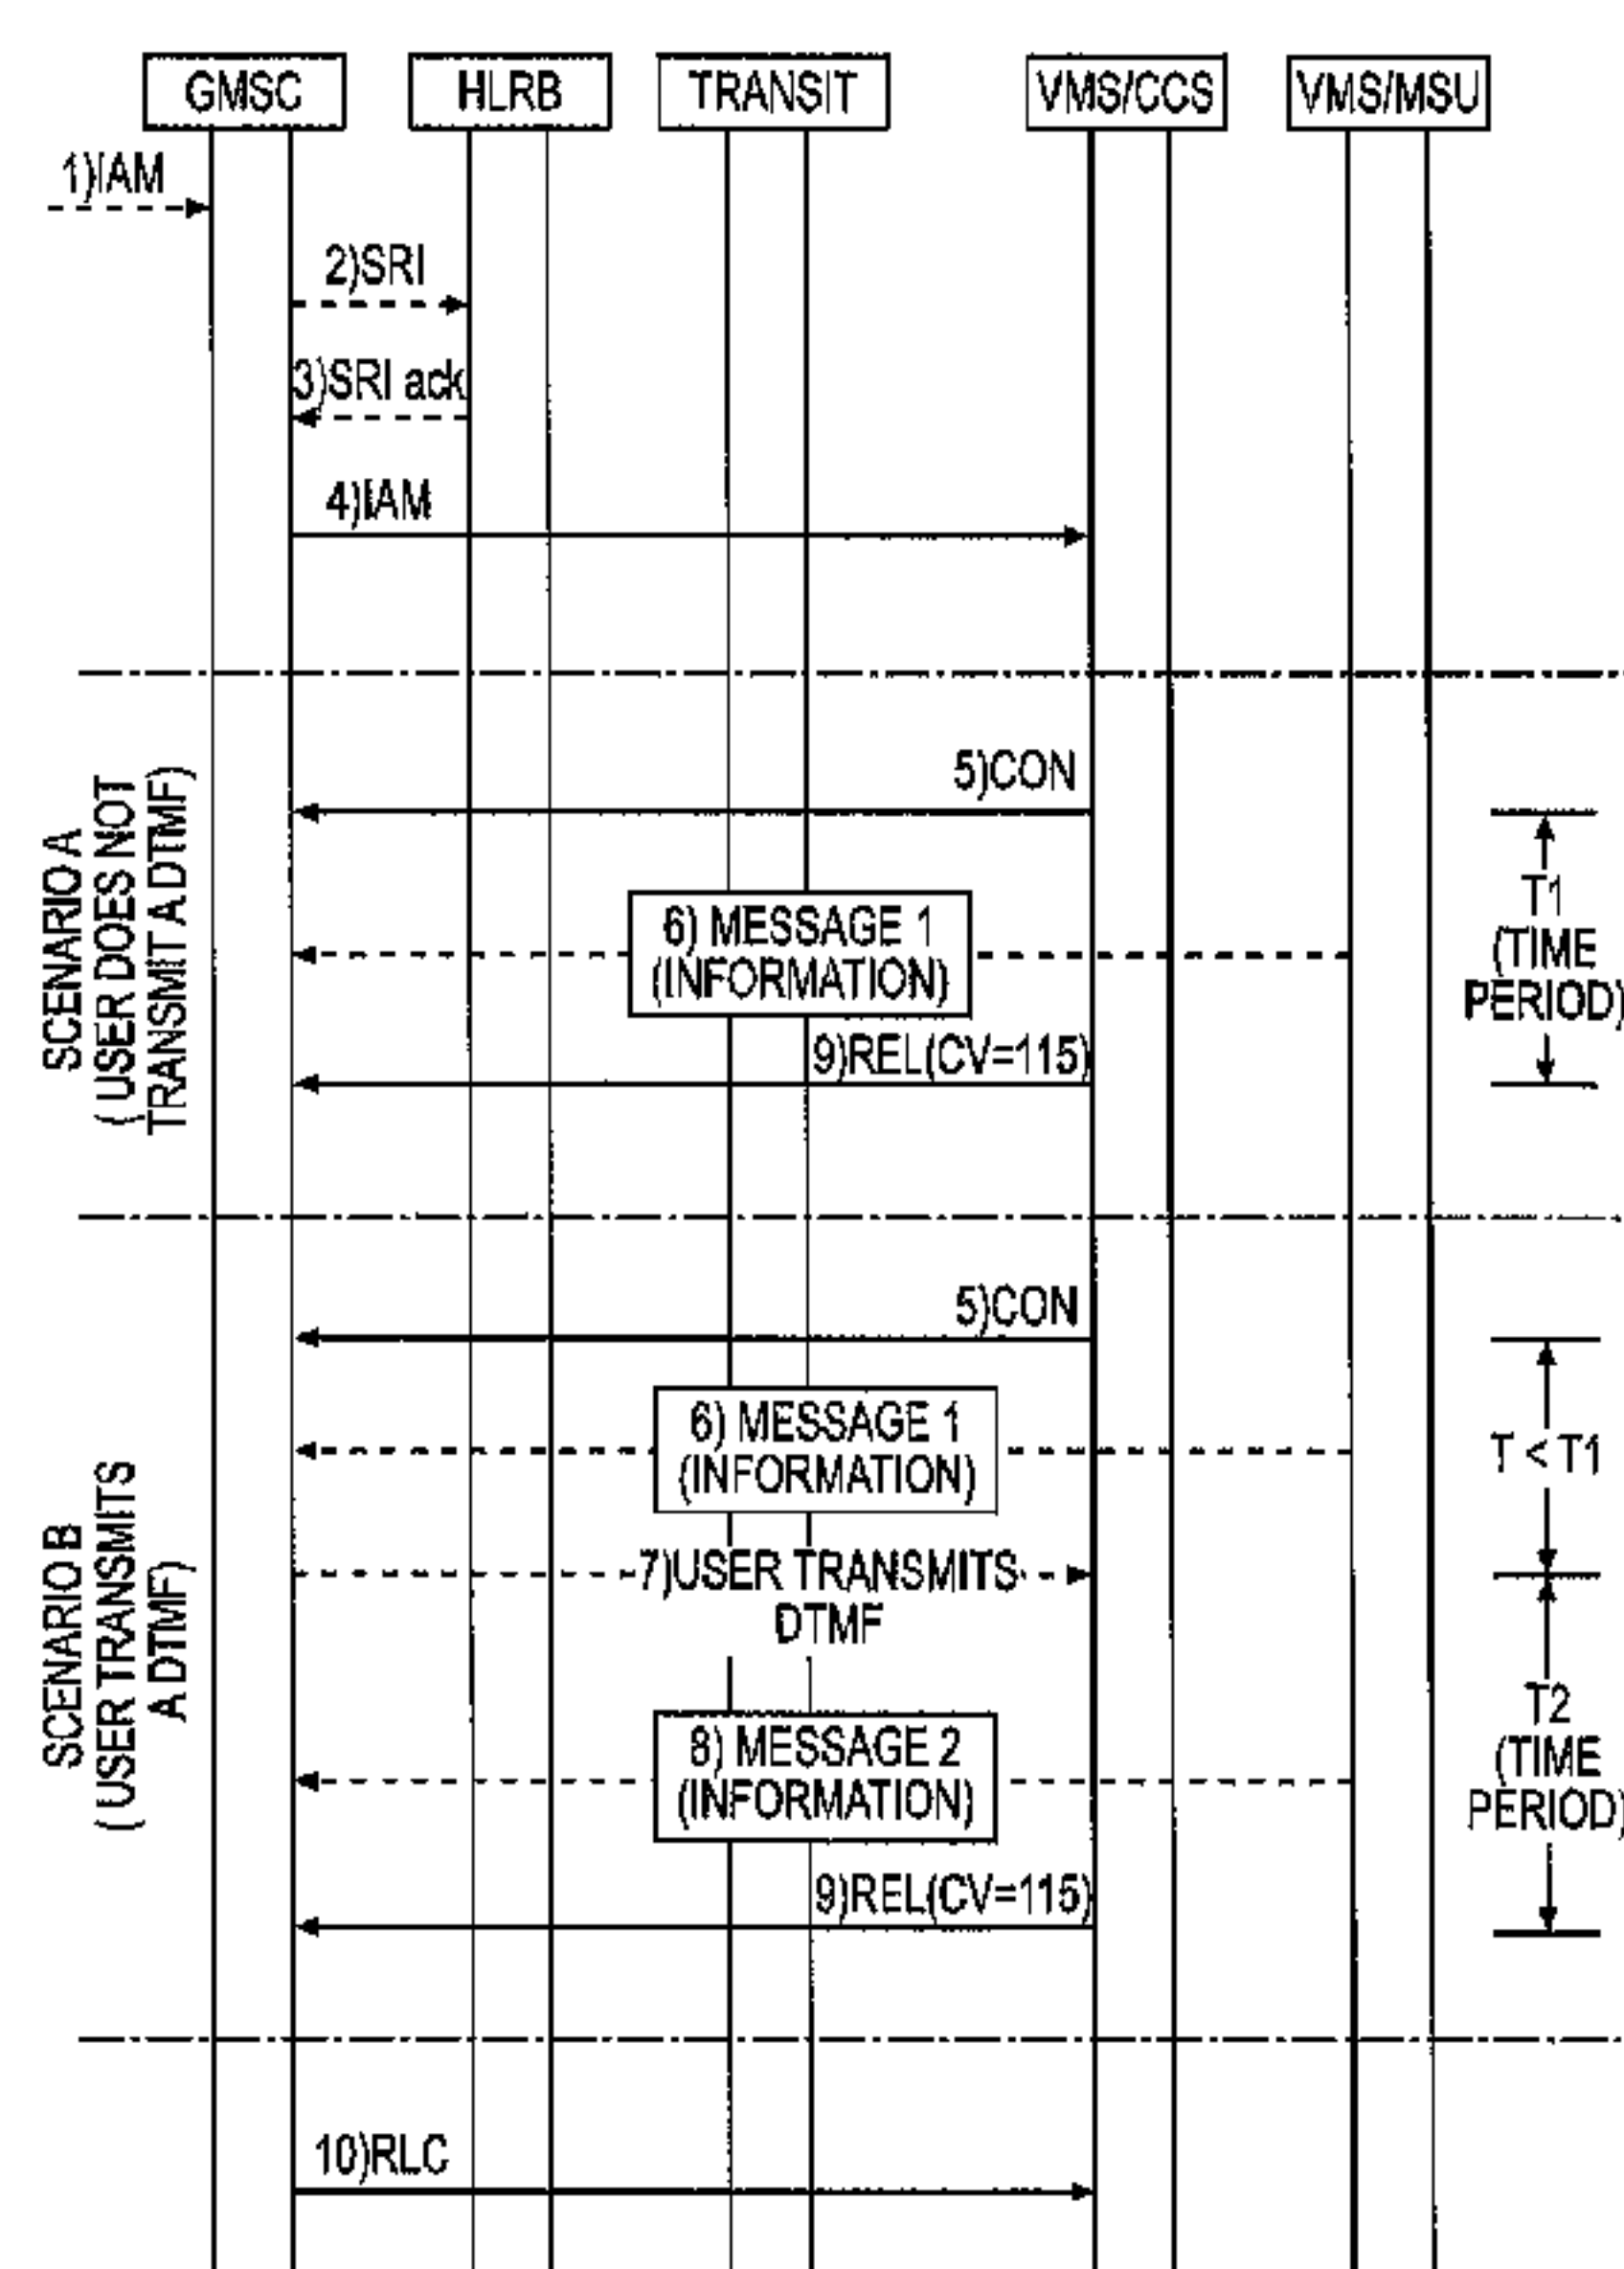 GMSC HLRB TRANSIT VMS/CCS VMS/MSU
1)IAM
2)SRI
3)SRI ack
4)IAM
SCENARIO A
( USER DOES NOT
TRANSMIT A DTMF)
5)CON
6) MESSAGE 1
(INFORMATION)
9)REL(CV=115)
T1
(TIME
PERIOD)
SCENARIO B
( USER TRANSMITS
A DTMF)
5)CON
6) MESSAGE 1
(INFORMATION)
T < T1
7)USER TRANSMITS
DTMF
8) MESSAGE 2
(INFORMATION)
T2
(TIME
PERIOD)
9)REL(CV=115)
10)RLC